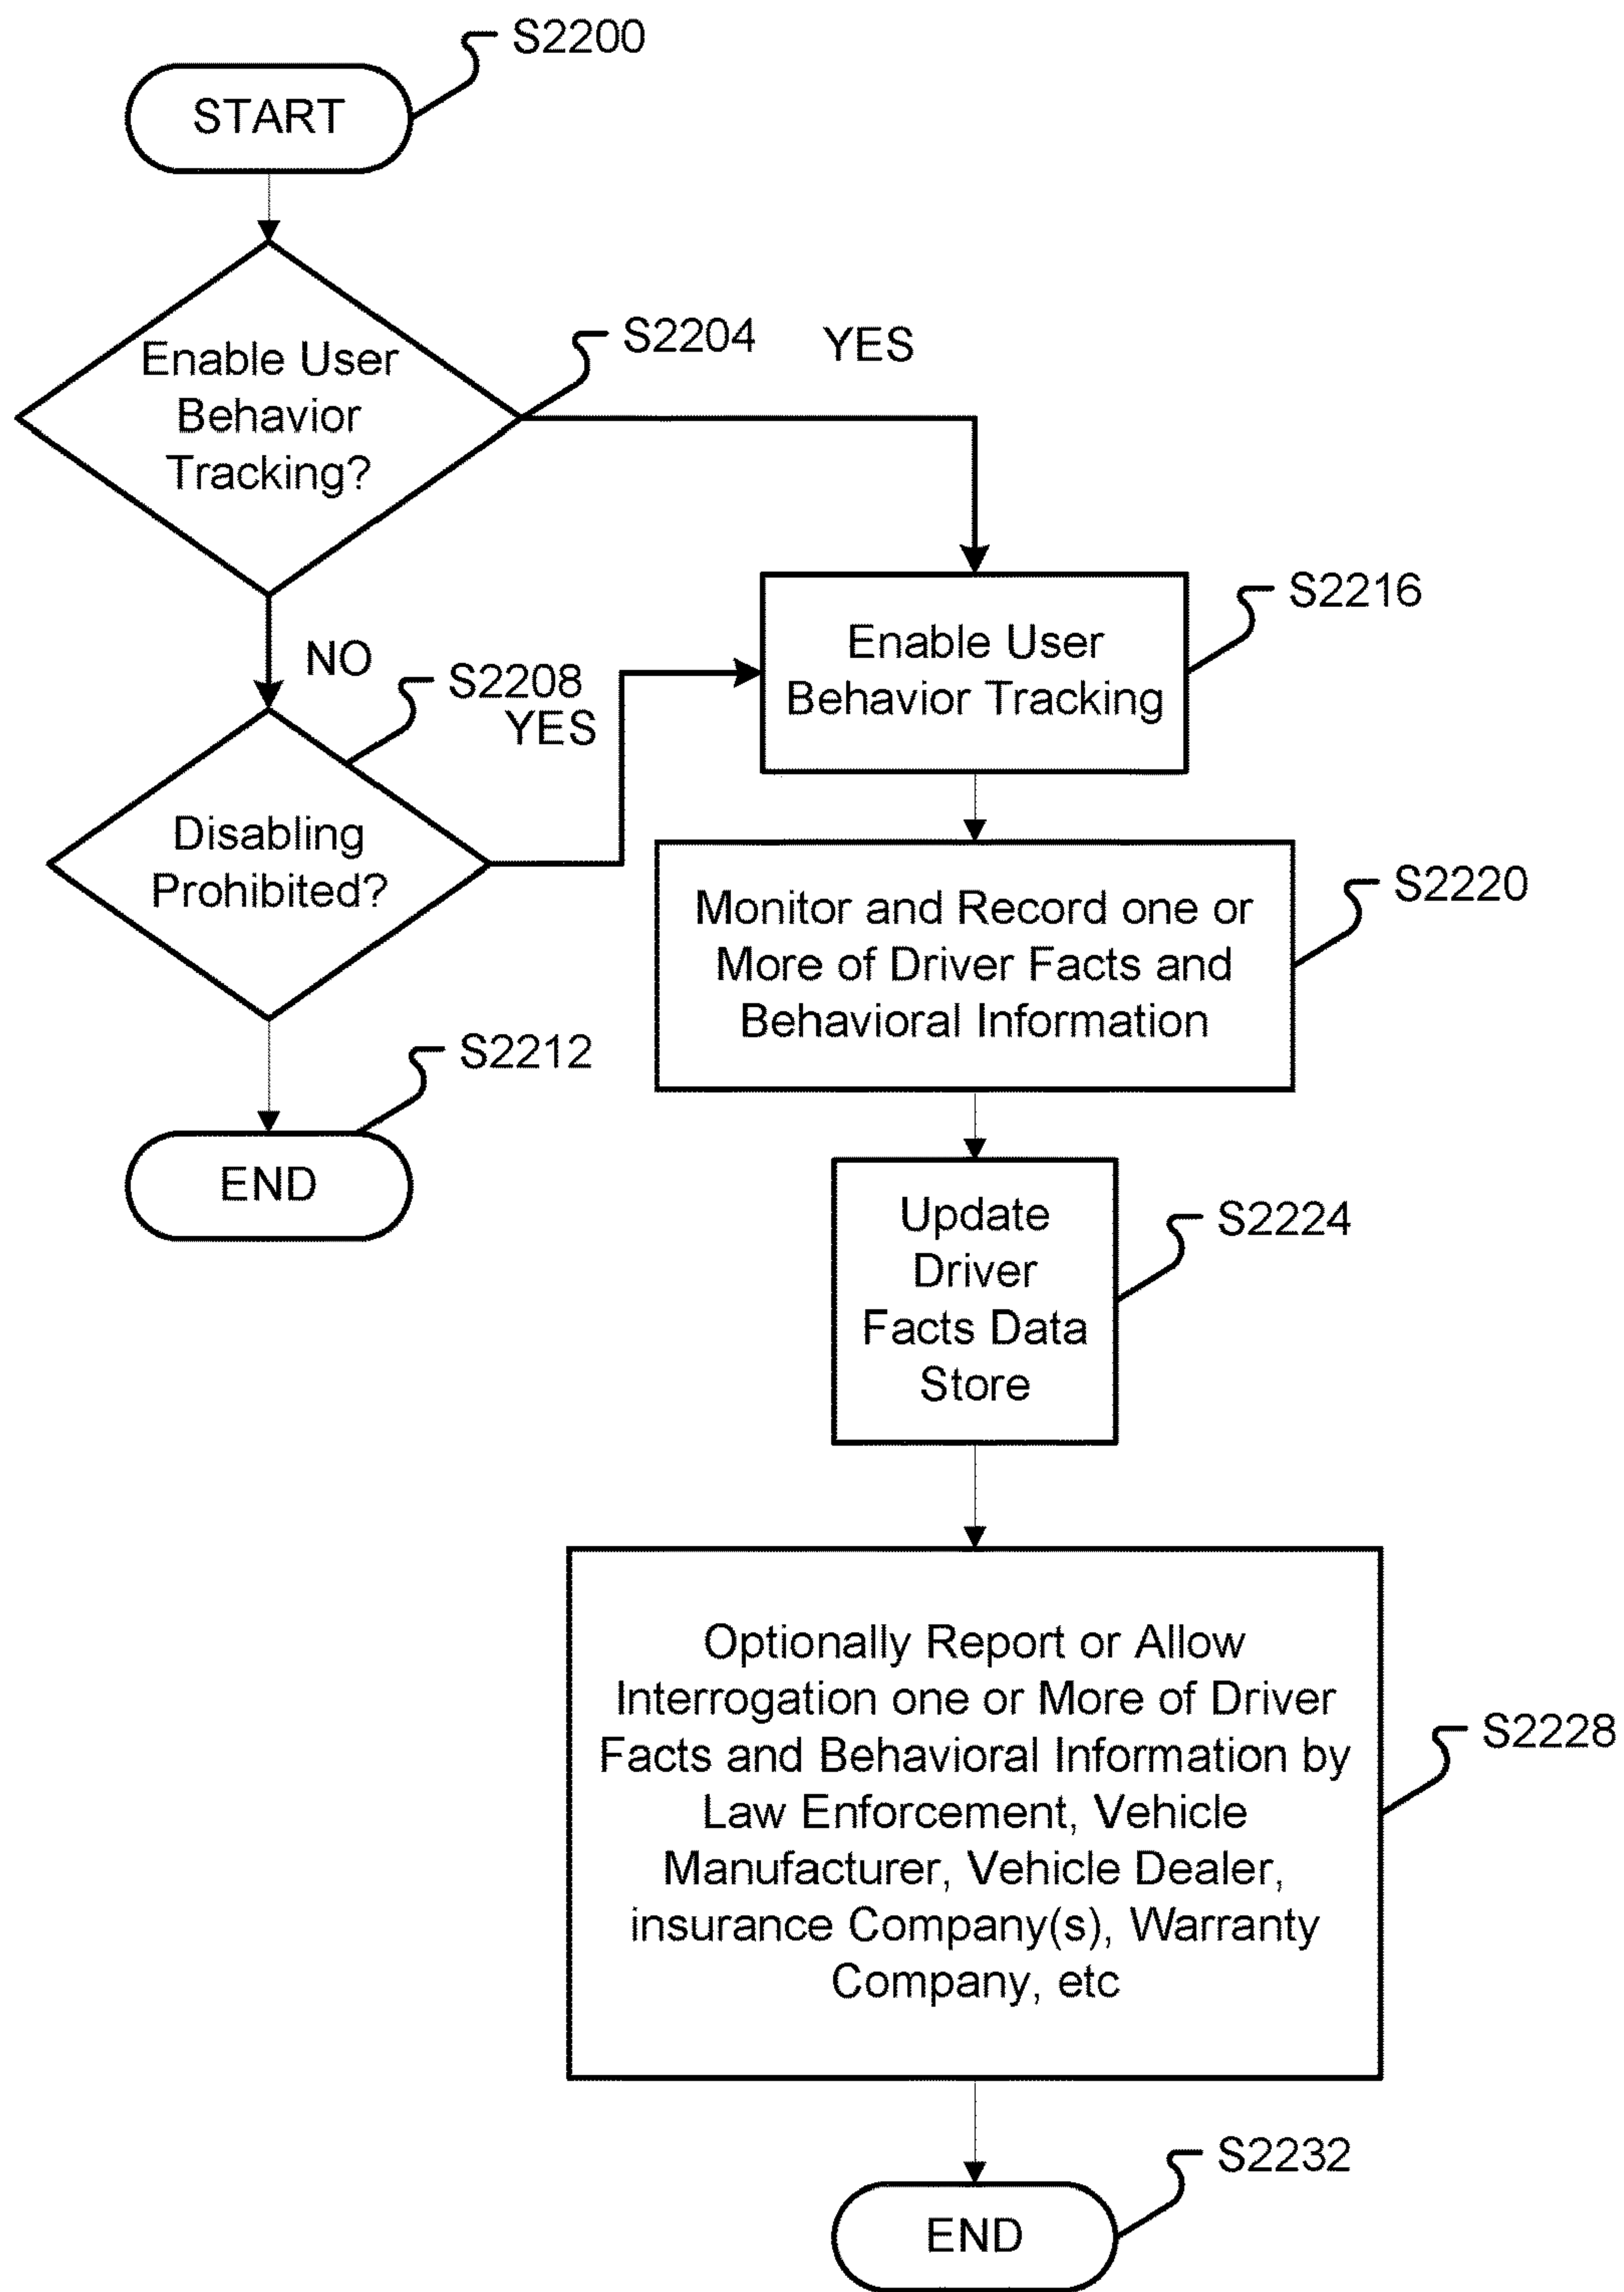 S2200
START
S2204
YES
Enable User
Behavior
Tracking?
NO
S2208
YES
S2216
Enable User
Behavior Tracking
Disabling
Prohibited?
S2220
Monitor and Record one or
More of Driver Facts and
Behavioral Information
S2212
END
S2224
Update
Driver
Facts Data
Store
S2228
Optionally Report or Allow
Interrogation one or More of Driver
Facts and Behavioral Information by
Law Enforcement, Vehicle
Manufacturer, Vehicle Dealer,
insurance Company(s), Warranty
Company, etc
S2232
END